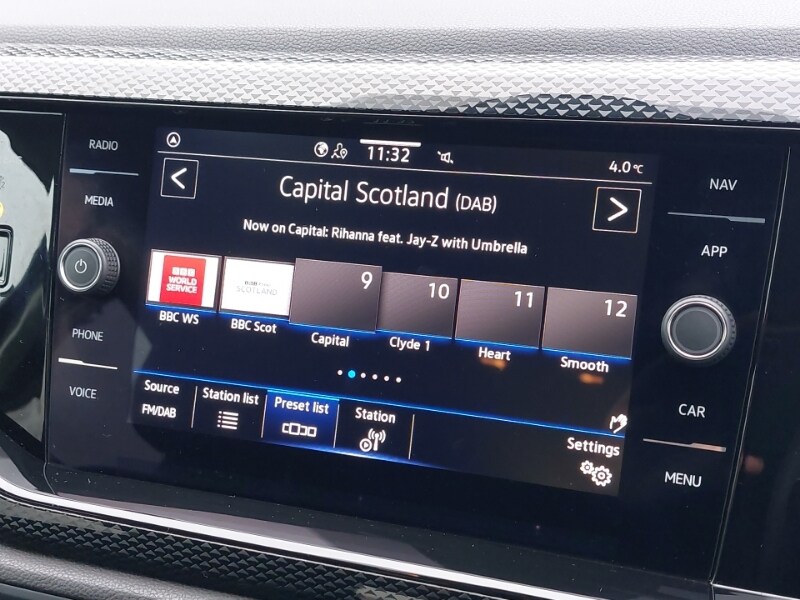 RADIO
MEDIA
PHONE
VOICE
11:32
4.0°C
Capital Scotland (DAB)
Now on Capital: Rihanna feat. Jay-Z with Umbrella
BBC
WORLD
SERVICE
SCOTLAND
9
10
11
12
BBC WS
BBC Scot
Capital
Clyde 1
Heart
Smooth
Source
FM/DAB
Station list
Preset list
Station
Settings
NAV
APP
CAR
MENU